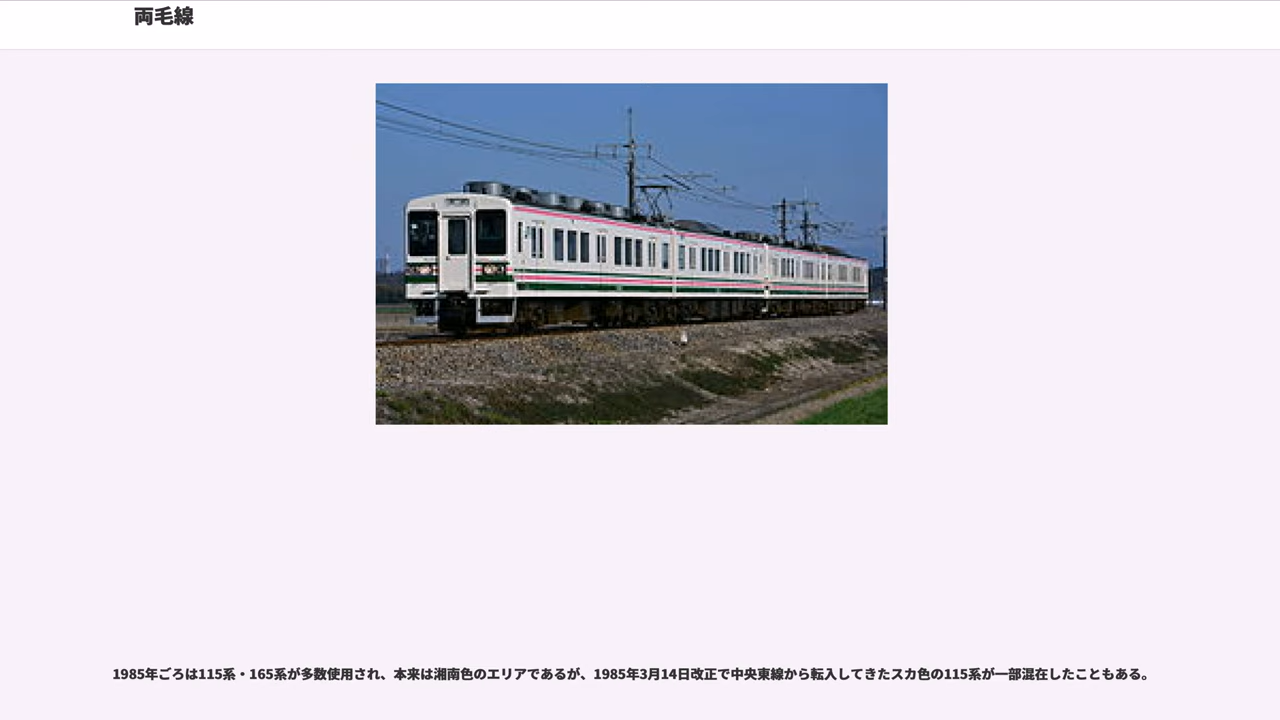 両毛線
1985年ごろは115系・165系が多数使用され、本来は湘南色のエリアであるが、1985年3月14日改正で中央東線から転入してきたスカ色の115系が一部混在したこともある。